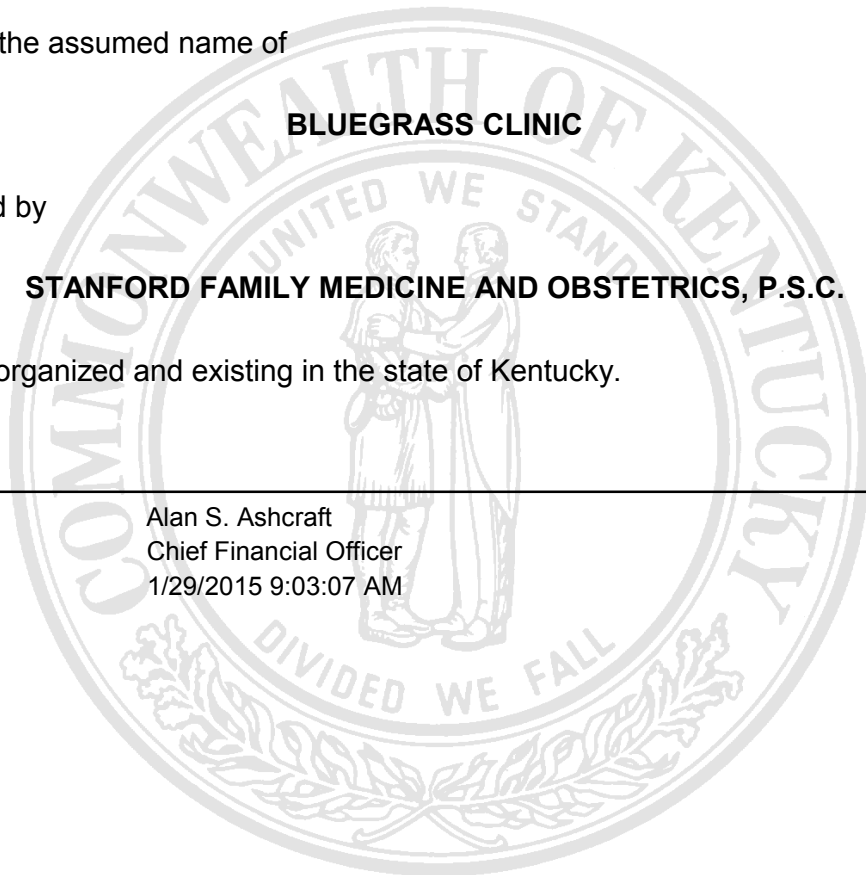 the assumed name of
BLUEGRASS CLINIC
d by
STANFORD FAMILY MEDICINE AND OBSTETRICS, P.S.C.
organized and existing in the state of Kentucky.
Alan S. Ashcraft
Chief Financial Officer
1/29/2015 9:03:07 AM
COMMONWEALTH OF KENTUCKY
UNITED WE STAND
DIVIDED WE FALL